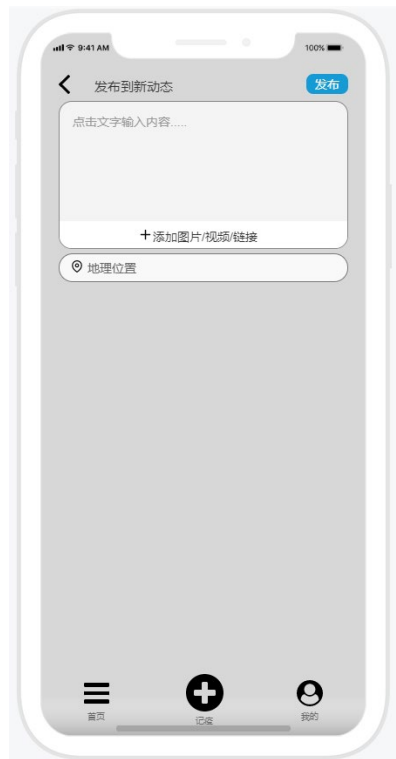 9:41 AM
100%
发布到新动态
发布
点击文字输入内容.....
+添加图片/视频/链接
地理位置
首页
记疫
我的